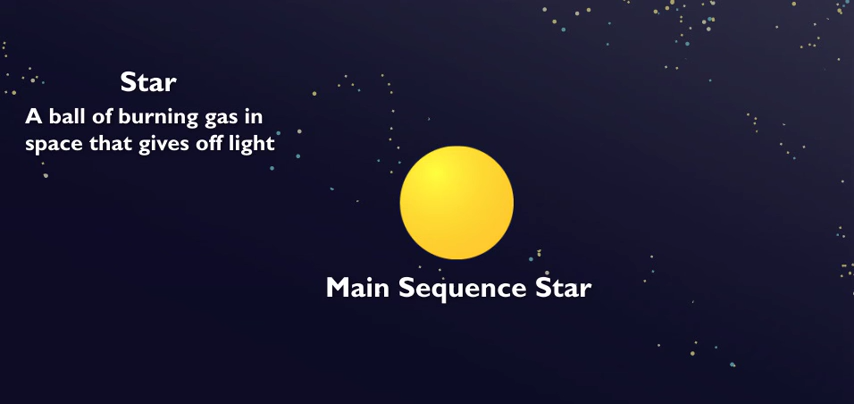 Star
A ball of burning gas in
space that gives off light
Main Sequence Star